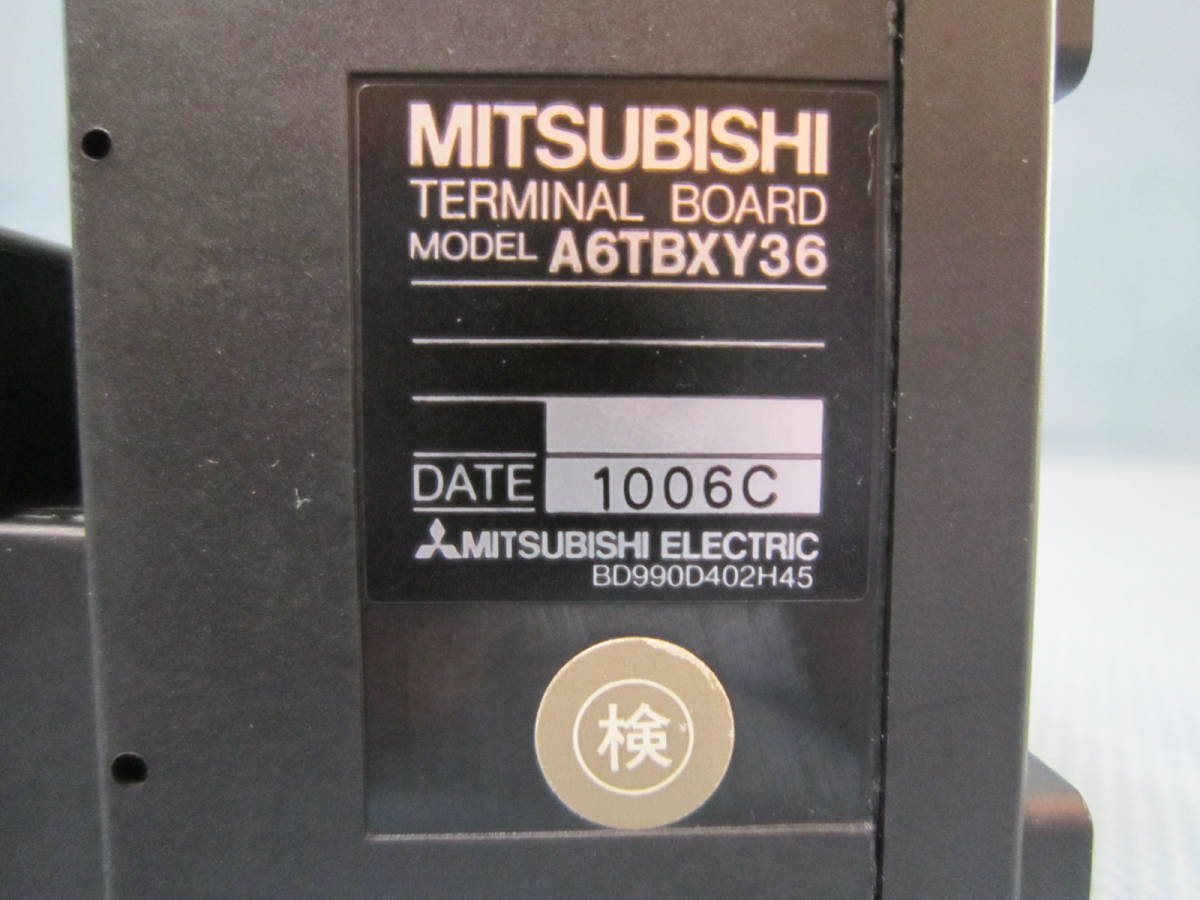 MITSUBISHI
TERMINAL BOARD
MODEL A6TBXY36
DATE 1006C
MITSUBISHI ELECTRIC
BD990D402H45
検